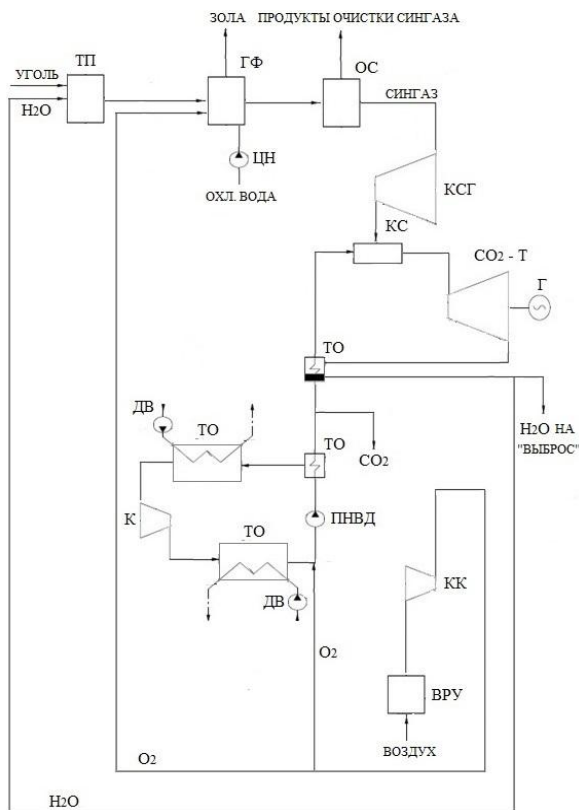 ЗОЛА
ПРОДУКТЫ ОЧИСТКИ СИНГАЗА
ТП
ГФ
ОС
УГОЛЬ
H2O
СИНГАЗ
ЦН
ОХЛ. ВОДА
КСГ
КС
CO2 - Т
Г
ТО
ДВ
ТО
ТО
CO2
H2O НА
"ВЫБРОС"
К
ПНВД
ТО
КК
ДВ
O2
ВРУ
ВОЗДУХ
O2
H2O